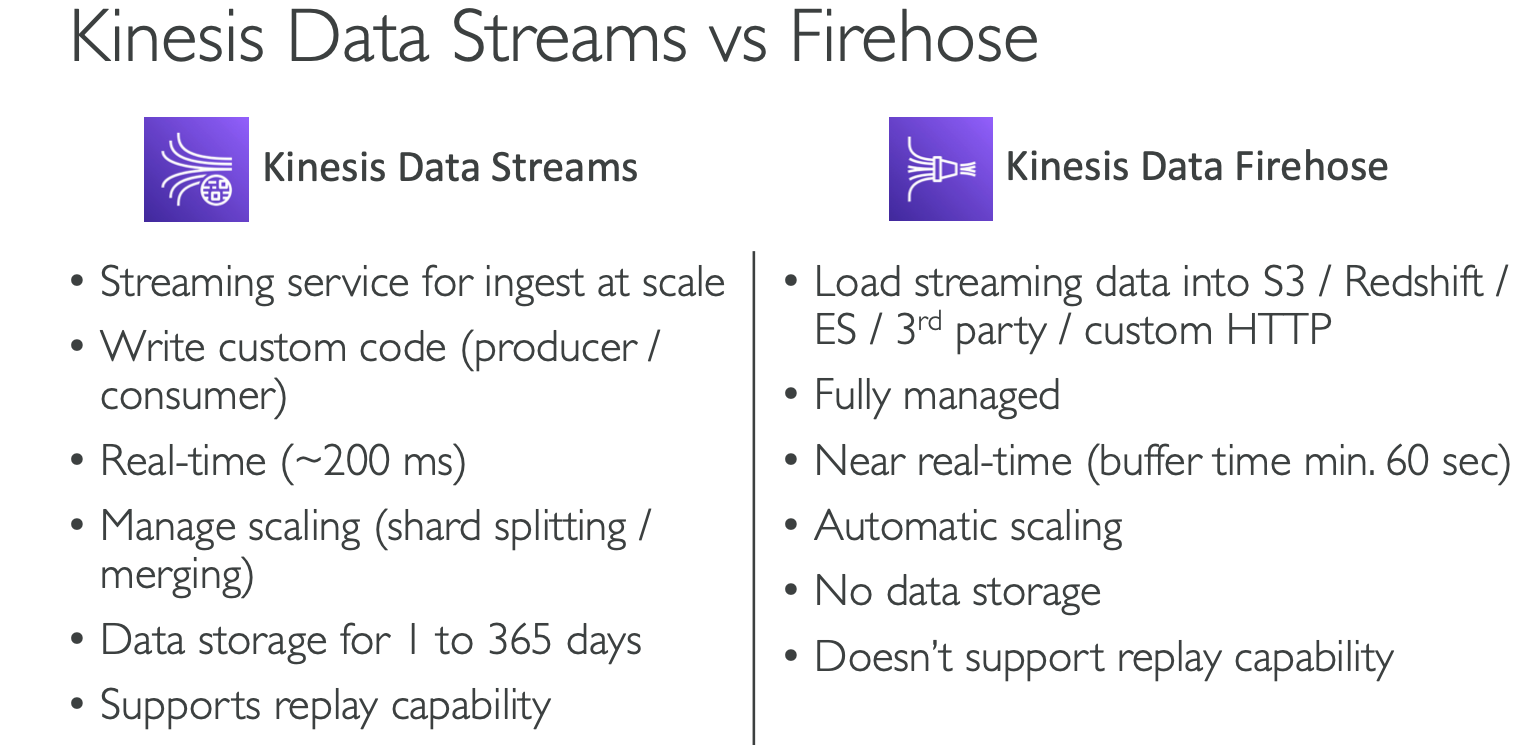 Kinesis Data Streams vs Firehose
Kinesis Data Streams
• Streaming service for ingest at scale
• Write custom code (producer /
consumer)
• Real-time (~200 ms)
• Manage scaling (shard splitting /
merging)
• Data storage for 1 to 365 days
• Supports replay capability
Kinesis Data Firehose
• Load streaming data into S3 / Redshift /
ES / 3rd party / custom HTTP
• Fully managed
• Near real-time (buffer time min. 60 sec)
• Automatic scaling
• No data storage
• Doesn’t support replay capability